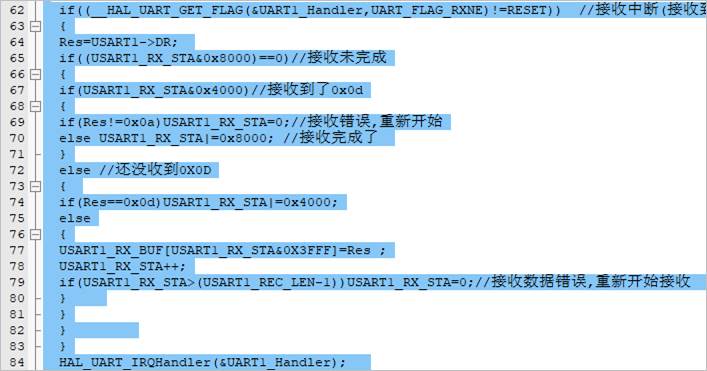 62 if((__HAL_UART_GET_FLAG(&UART1_Handler,UART_FLAG_RXNE)!=RESET)) //接收中断(接收到
63 {
64 Res=USART1->DR;
65 if((USART1_RX_STA&0x8000)==0)//接收未完成
66 {
67 if(USART1_RX_STA&0x4000)//接收到了0x0d
68 {
69 if(Res!=0x0a)USART1_RX_STA=0;//接收错误,重新开始
70 else USART1_RX_STA|=0x8000; //接收完成了
71 }
72 else //还没收到0X0D
73 {
74 if(Res==0x0d)USART1_RX_STA|=0x4000;
75 else
76 {
77 USART1_RX_BUF[USART1_RX_STA&0X3FFF]=Res ;
78 USART1_RX_STA++;
79 if(USART1_RX_STA>(USART1_REC_LEN-1))USART1_RX_STA=0;//接收数据错误,重新开始接收
80 }
81 }
82 }
83 }
84 HAL_UART_IRQHandler(&UART1_Handler);